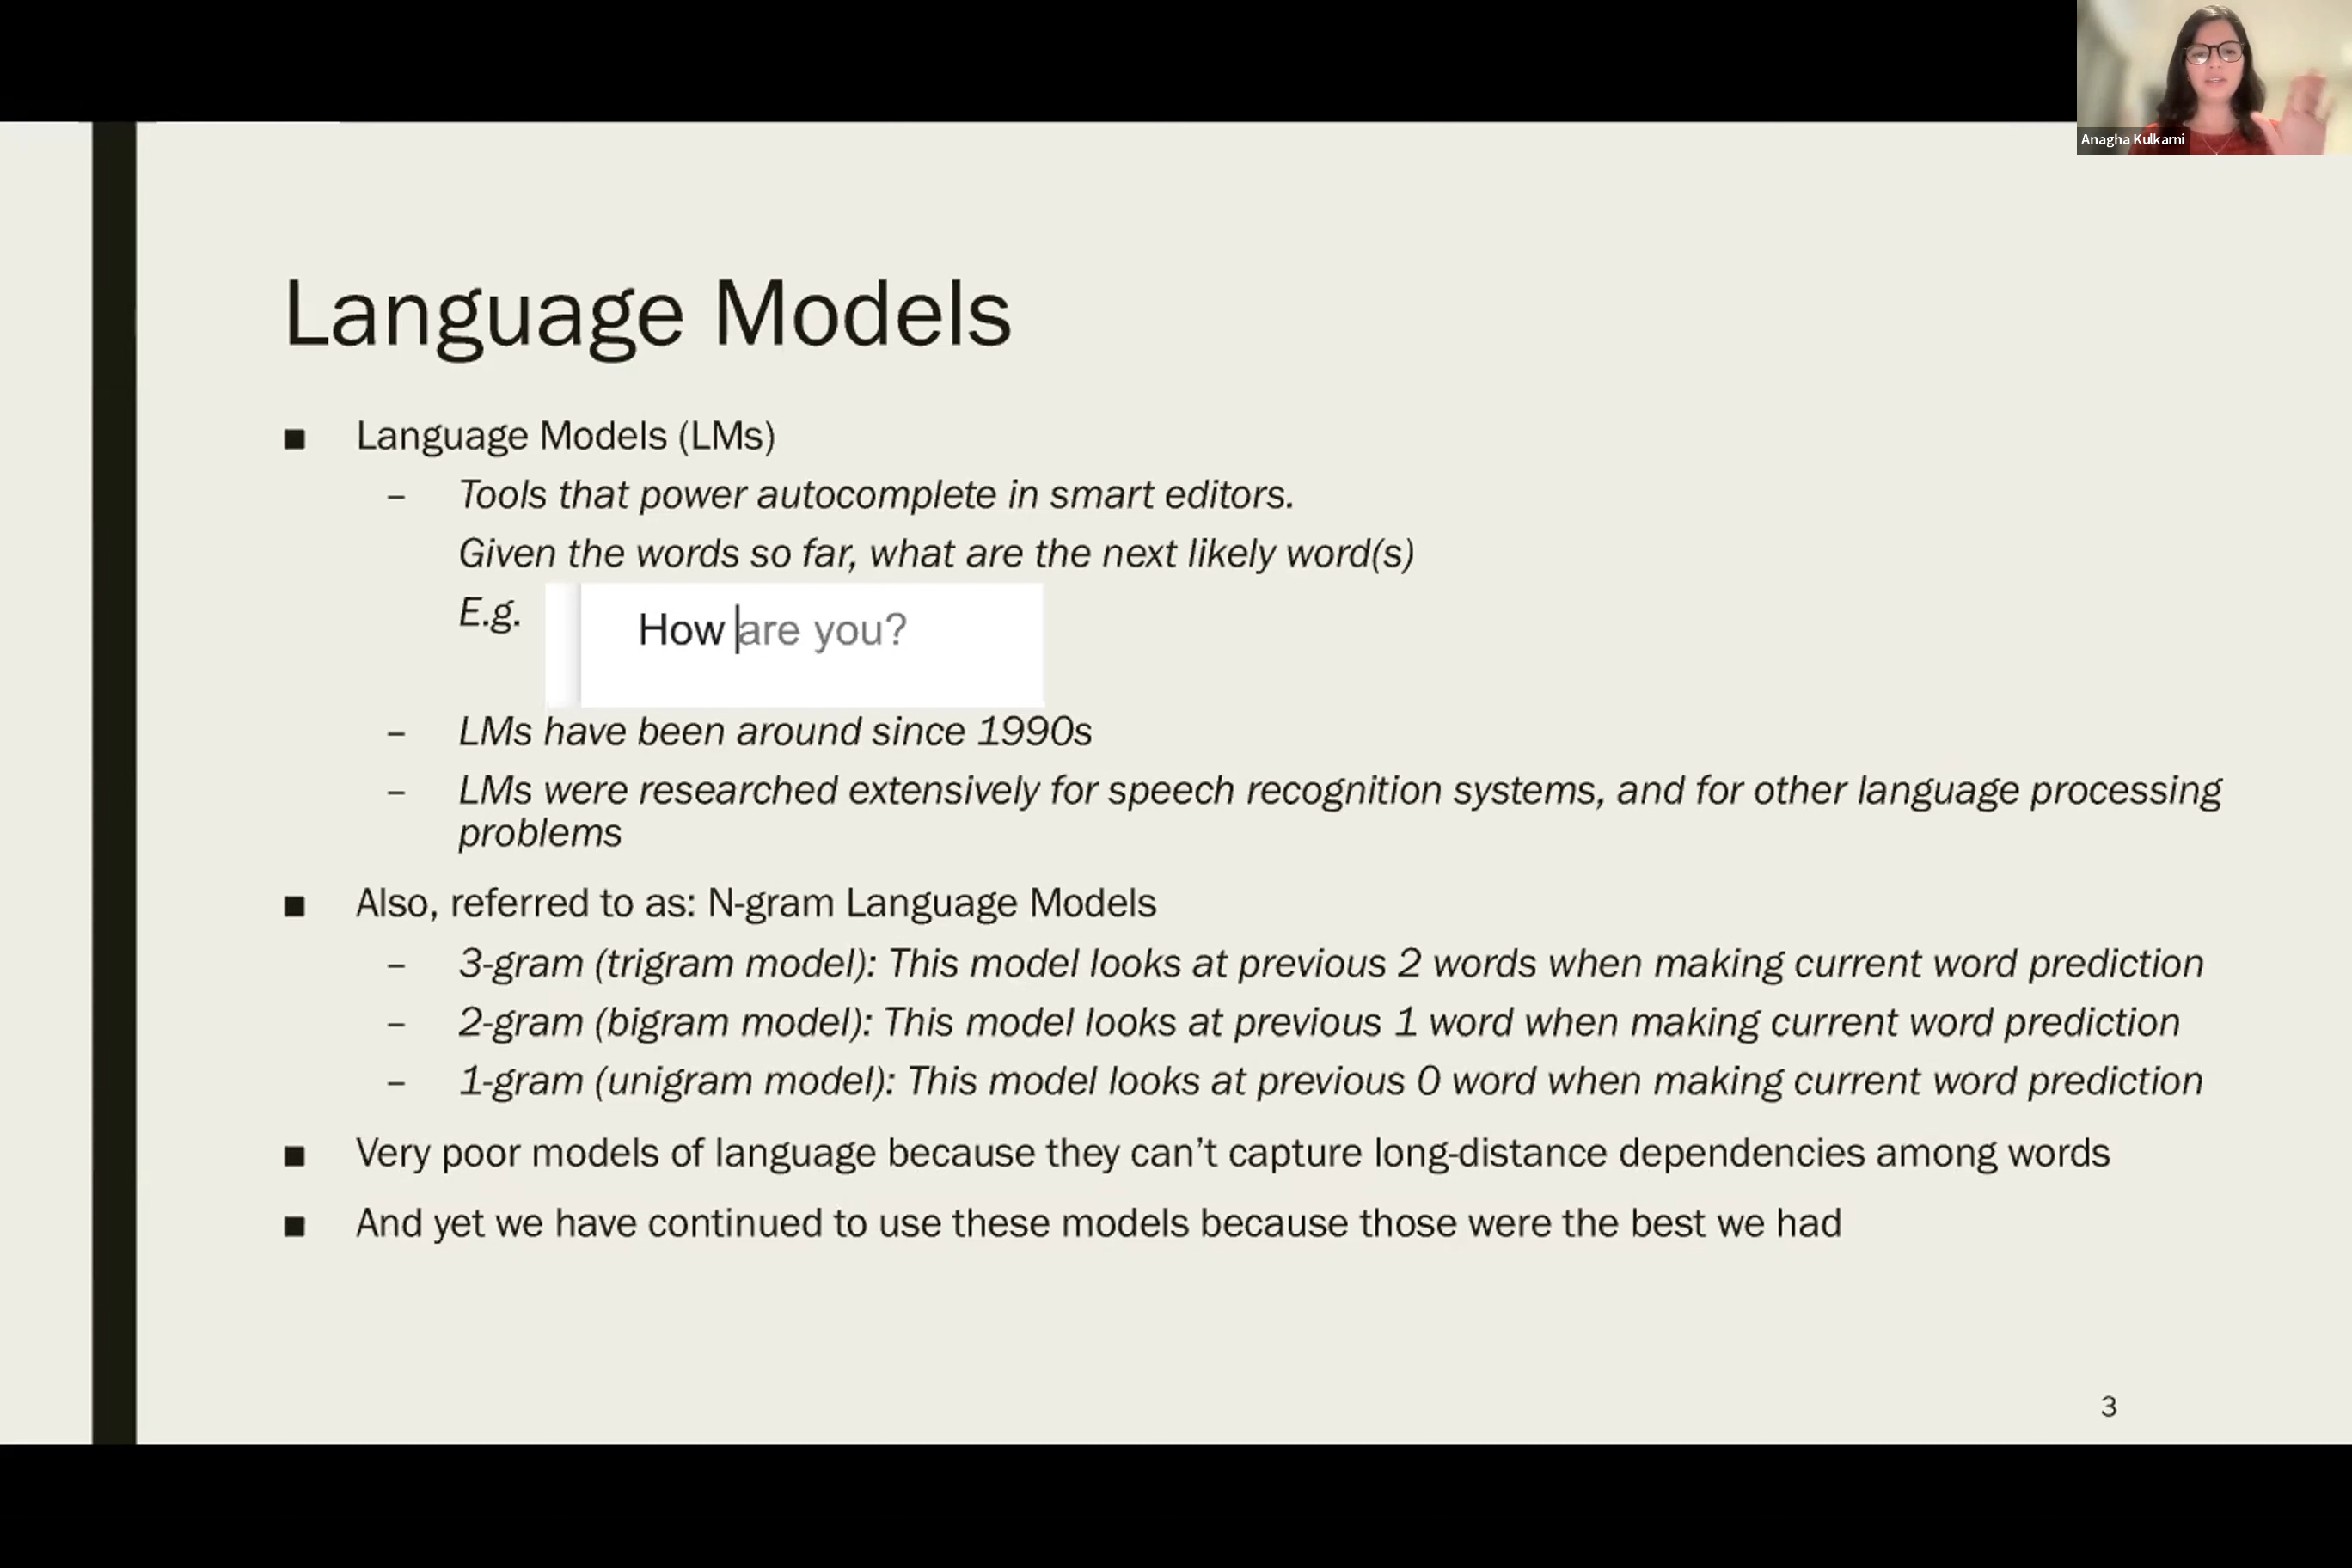 Anagha Kulkarni
Language Models
■ Language Models (LMs)
– Tools that power autocomplete in smart editors.
Given the words so far, what are the next likely word(s)
E.g. How are you?
– LMs have been around since 1990s
– LMs were researched extensively for speech recognition systems, and for other language processing
problems
■ Also, referred to as: N-gram Language Models
– 3-gram (trigram model): This model looks at previous 2 words when making current word prediction
– 2-gram (bigram model): This model looks at previous 1 word when making current word prediction
– 1-gram (unigram model): This model looks at previous 0 word when making current word prediction
■ Very poor models of language because they can't capture long-distance dependencies among words
■ And yet we have continued to use these models because those were the best we had
3